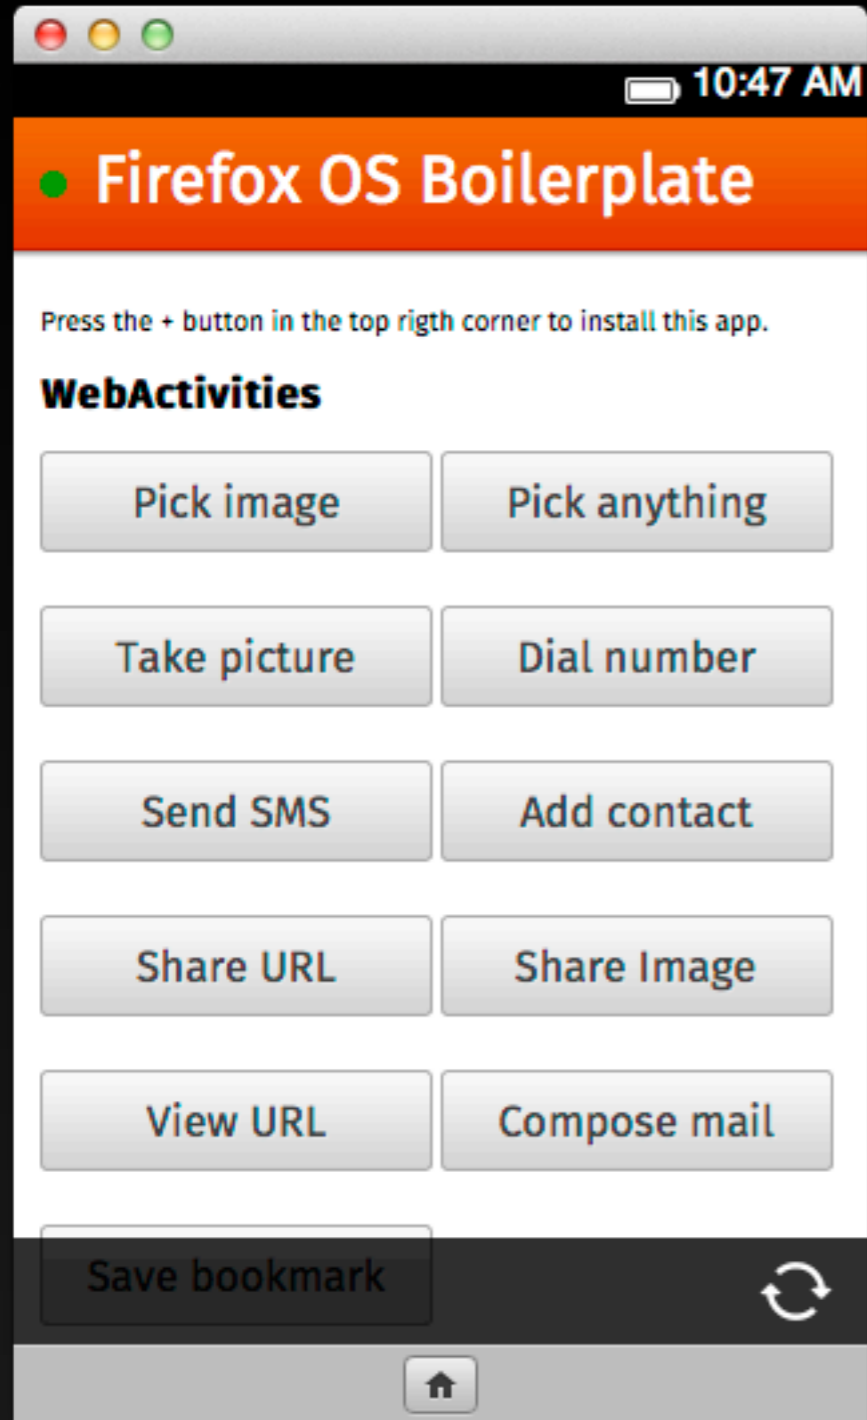 10:47 AM
Firefox OS Boilerplate
Press the + button in the top rigth corner to install this app.
WebActivities
Pick image
Pick anything
Take picture
Dial number
Send SMS
Add contact
Share URL
Share Image
View URL
Compose mail
Save bookmark